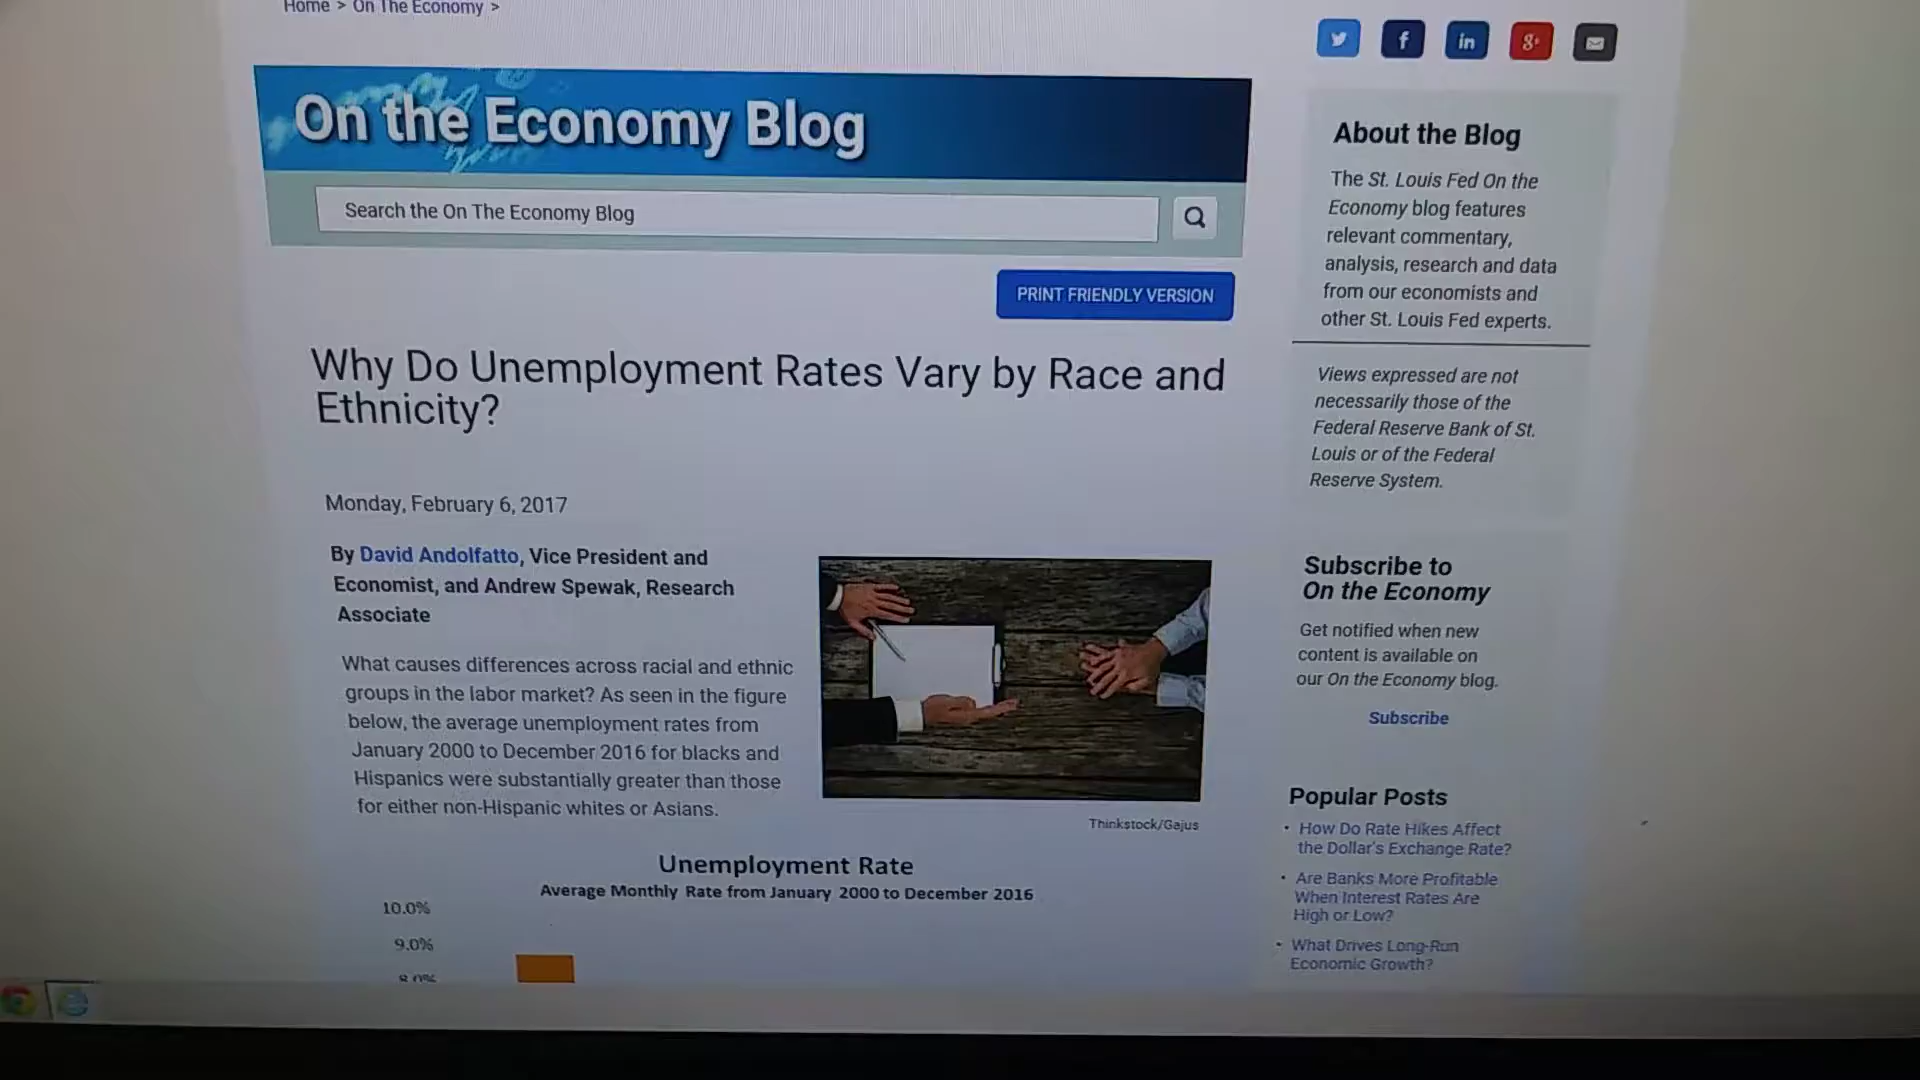 Home > On The Economy >
On the Economy Blog
Search the On The Economy Blog
PRINT FRIENDLY VERSION
Why Do Unemployment Rates Vary by Race and
Ethnicity?
Monday, February 6, 2017
By David Andolfatto, Vice President and
Economist, and Andrew Spewak, Research
Associate
What causes differences across racial and ethnic
groups in the labor market? As seen in the figure
below, the average unemployment rates from
January 2000 to December 2016 for blacks and
Hispanics were substantially greater than those
for either non-Hispanic whites or Asians.
Thinkstock/Gajus
Unemployment Rate
Average Monthly Rate from January 2000 to December 2016
10.0%
9.0%
8.0%
f
in
g+
About the Blog
The St. Louis Fed On the
Economy blog features
relevant commentary,
analysis, research and data
from our economists and
other St. Louis Fed experts.
Views expressed are not
necessarily those of the
Federal Reserve Bank of St.
Louis or of the Federal
Reserve System.
Subscribe to
On the Economy
Get notified when new
content is available on
our On the Economy blog.
Subscribe
Popular Posts
• How Do Rate Hikes Affect
the Dollar's Exchange Rate?
• Are Banks More Profitable
When Interest Rates Are
High or Low?
• What Drives Long-Run
Economic Growth?